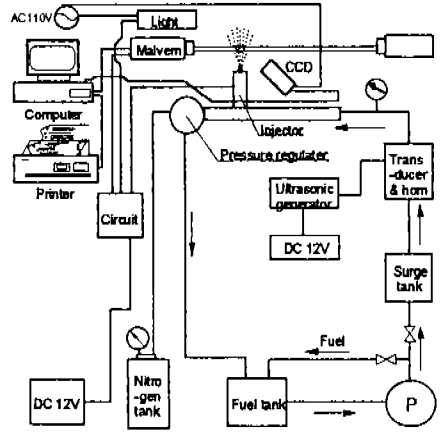 AC110V
Light
Malvern
CCD
Computer
Injector
Pressure regulater
Printer
Trans
-ducer
& horn
Ultrasonic
generator
Circuit
DC 12V
Surge
tank
Fuel
DC 12V
Nitro
-gen
tank
Fuel tank
P